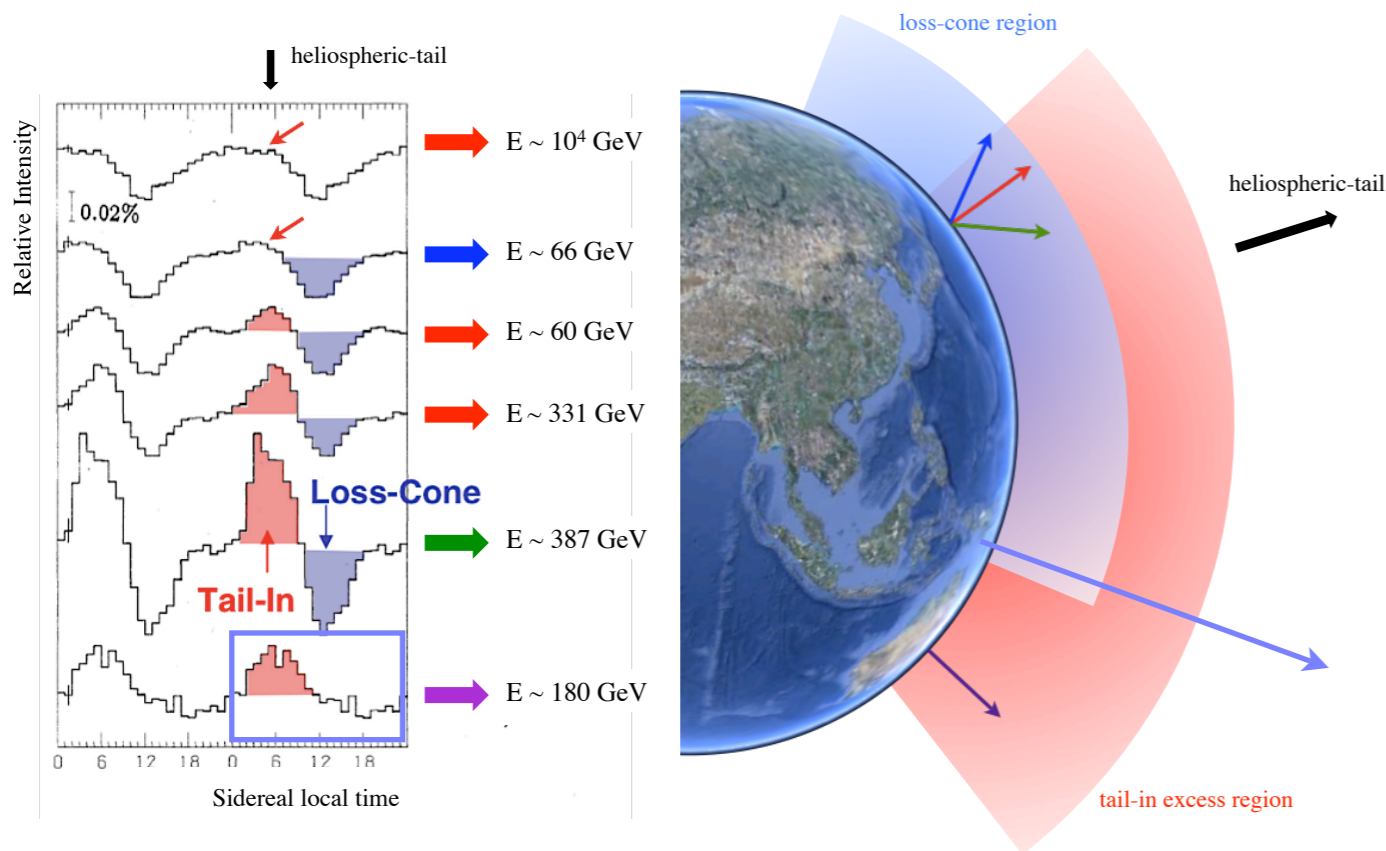 heliospheric-tail
Relative Intensity
0.02%
E ~ 10⁴ GeV
E ~ 66 GeV
E ~ 60 GeV
E ~ 331 GeV
Loss-Cone
E ~ 387 GeV
Tail-In
E ~ 180 GeV
0 6 12 18 0 6 12 18
Sidereal local time
loss-cone region
heliospheric-tail
tail-in excess region